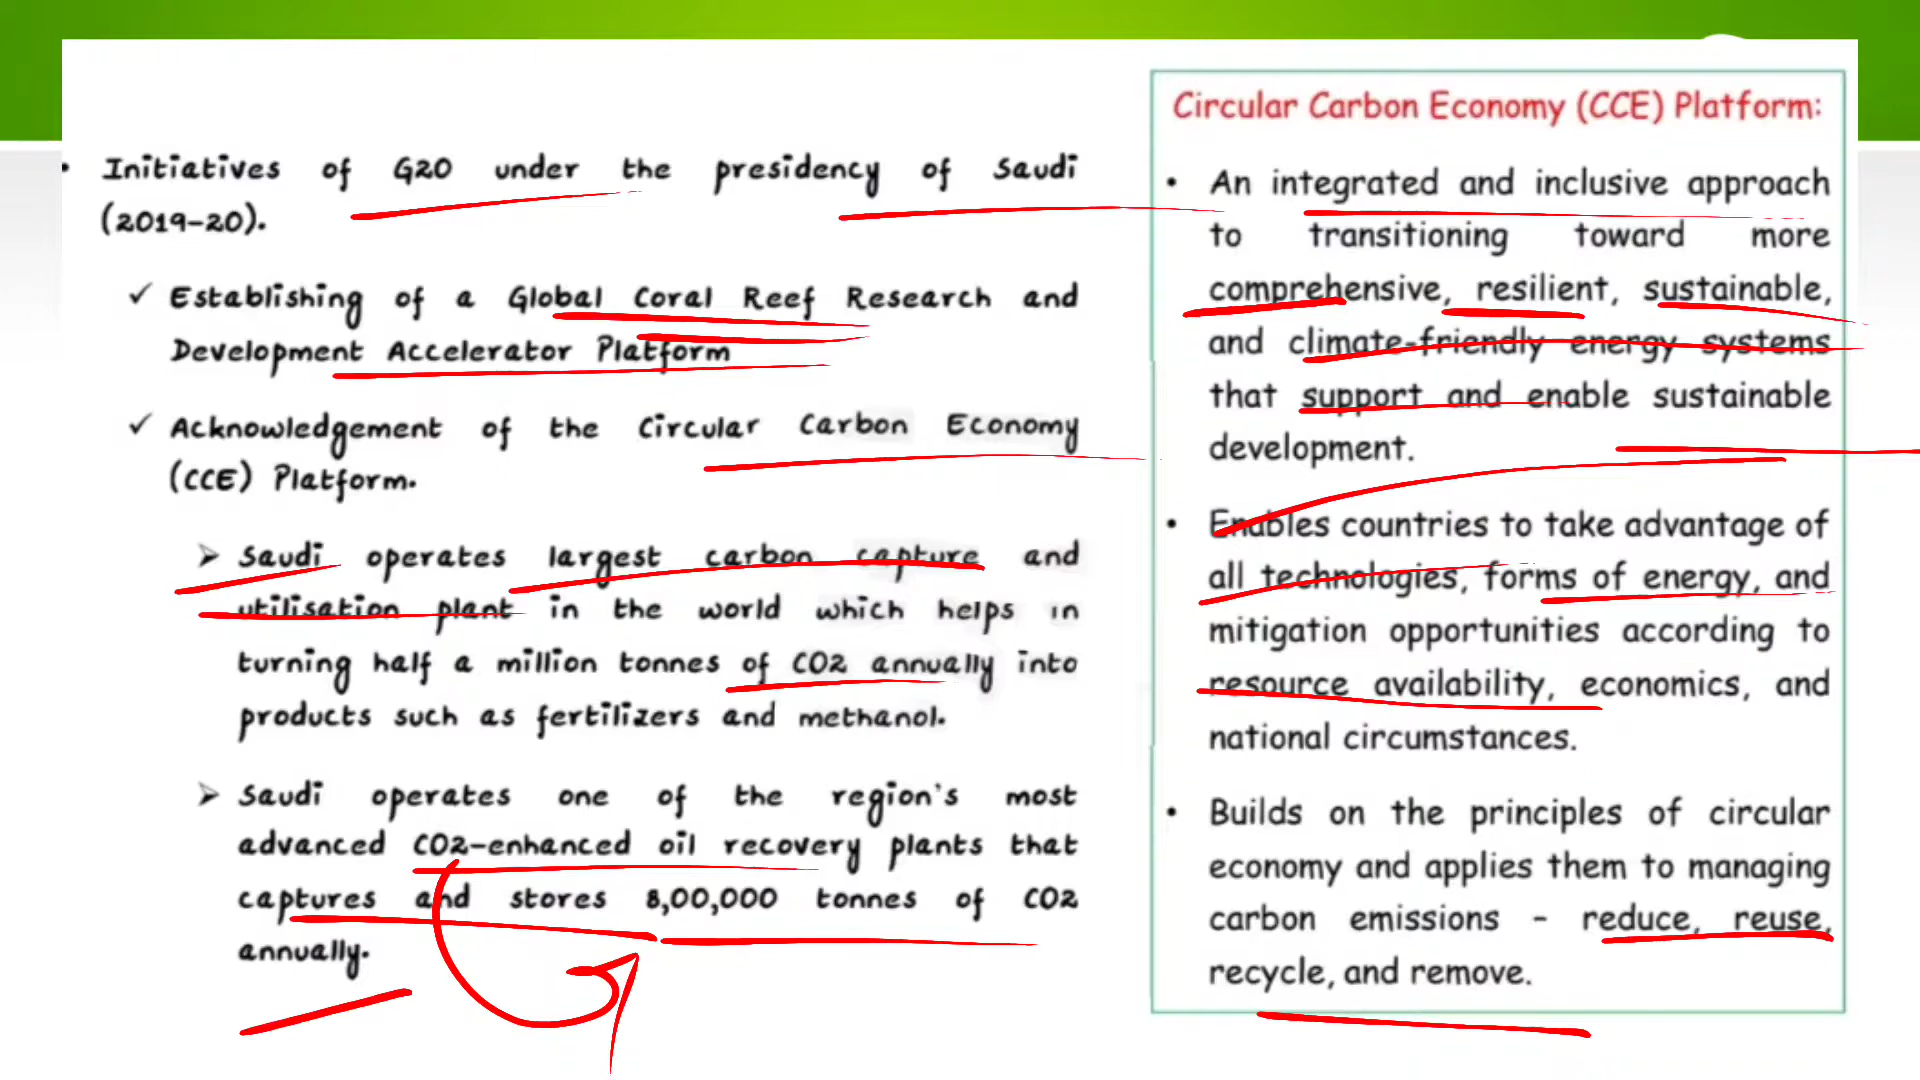 Initiatives of G20 under the presidency of Saudi
(2019-20).
✓ Establishing of a Global Coral Reef Research and
Development Accelerator Platform
✓ Acknowledgement of the Circular Carbon Economy
(CCE) Platform.
➢ Saudi operates largest carbon capture and
utilisation plant in the world which helps in
turning half a million tonnes of CO2 annually into
products such as fertilizers and methanol.
➢ Saudi operates one of the region's most
advanced CO2-enhanced oil recovery plants that
captures and stores 8,00,000 tonnes of CO2
annually.
Circular Carbon Economy (CCE) Platform:
• An integrated and inclusive approach
to transitioning toward more
comprehensive, resilient, sustainable,
and climate-friendly energy systems
that support and enable sustainable
development.
• Enables countries to take advantage of
all technologies, forms of energy, and
mitigation opportunities according to
resource availability, economics, and
national circumstances.
• Builds on the principles of circular
economy and applies them to managing
carbon emissions - reduce, reuse,
recycle, and remove.